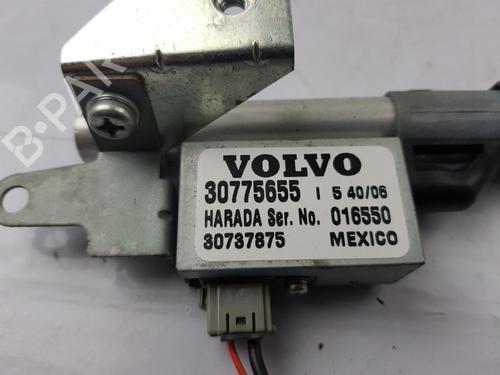 B-PAR
VOLVO
30775655 I 5 40/06
HARADA Ser. No. 016550
30737875 MEXICO